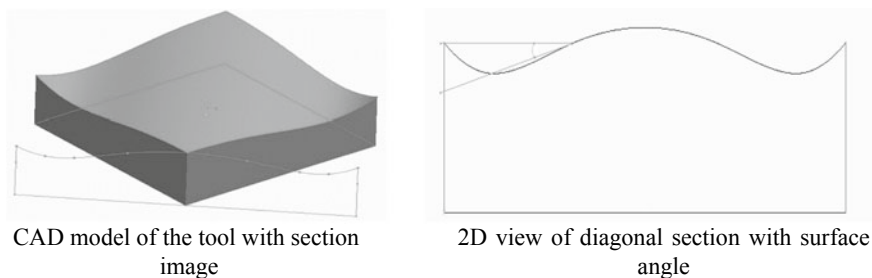 CAD model of the tool with section
image
2D view of diagonal section with surface
angle